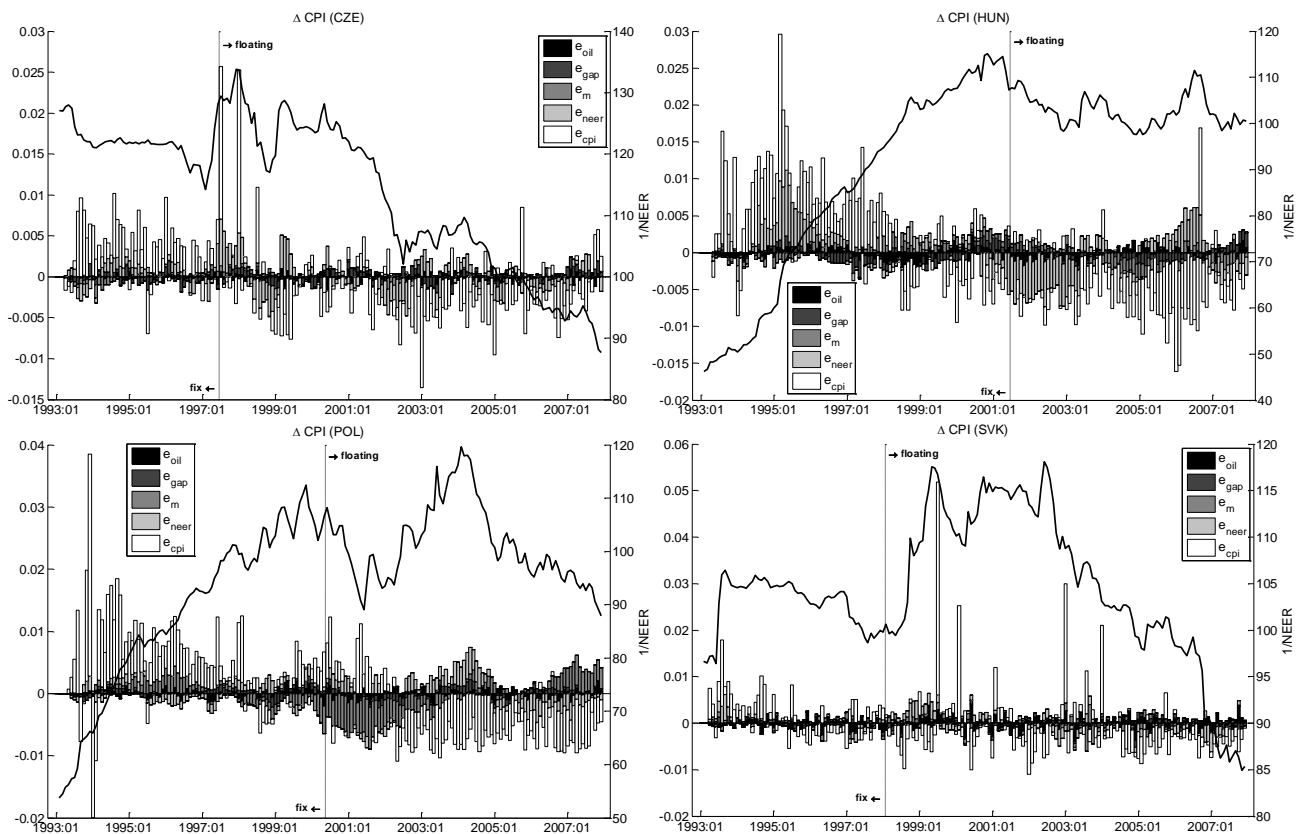 Δ CPI (CZE)
0.03
0.025
0.02
0.015
0.01
0.005
0
-0.005
-0.01
-0.015
140
130
120
110
100
90
80
1/NEER
→ floating
fix ←
e_oil
e_gap
e_m
e_neer
e_cpi
1993:01 1995:01 1997:01 1999:01 2001:01 2003:01 2005:01 2007:01
Δ CPI (HUN)
0.03
0.025
0.02
0.015
0.01
0.005
0
-0.005
-0.01
-0.015
-0.02
120
110
100
90
80
70
60
50
40
1/NEER
→ floating
fix ←
e_oil
e_gap
e_m
e_neer
e_cpi
1993:01 1995:01 1997:01 1999:01 2001:01 2003:01 2005:01 2007:01
Δ CPI (POL)
0.04
0.03
0.02
0.01
0
-0.01
-0.02
120
110
100
90
80
70
60
50
1/NEER
→ floating
fix ←
e_oil
e_gap
e_m
e_neer
e_cpi
1993:01 1995:01 1997:01 1999:01 2001:01 2003:01 2005:01 2007:01
Δ CPI (SVK)
0.06
0.05
0.04
0.03
0.02
0.01
0
-0.01
-0.02
120
115
110
105
100
95
90
85
80
1/NEER
→ floating
fix ←
e_oil
e_gap
e_m
e_neer
e_cpi
1993:01 1995:01 1997:01 1999:01 2001:01 2003:01 2005:01 2007:01